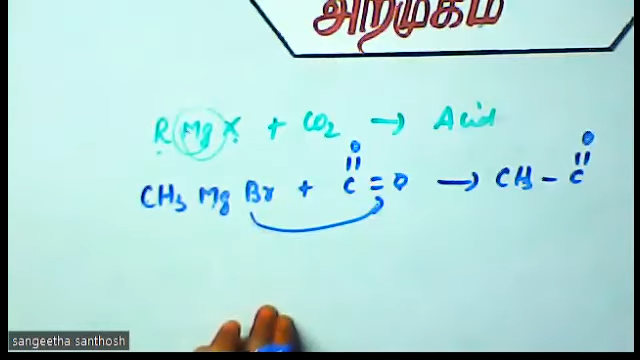 அறிமுகம்
R Mg X + CO2 → Acid
O O
CH3 Mg Br + C = O → CH3 - C
sangeetha santhosh